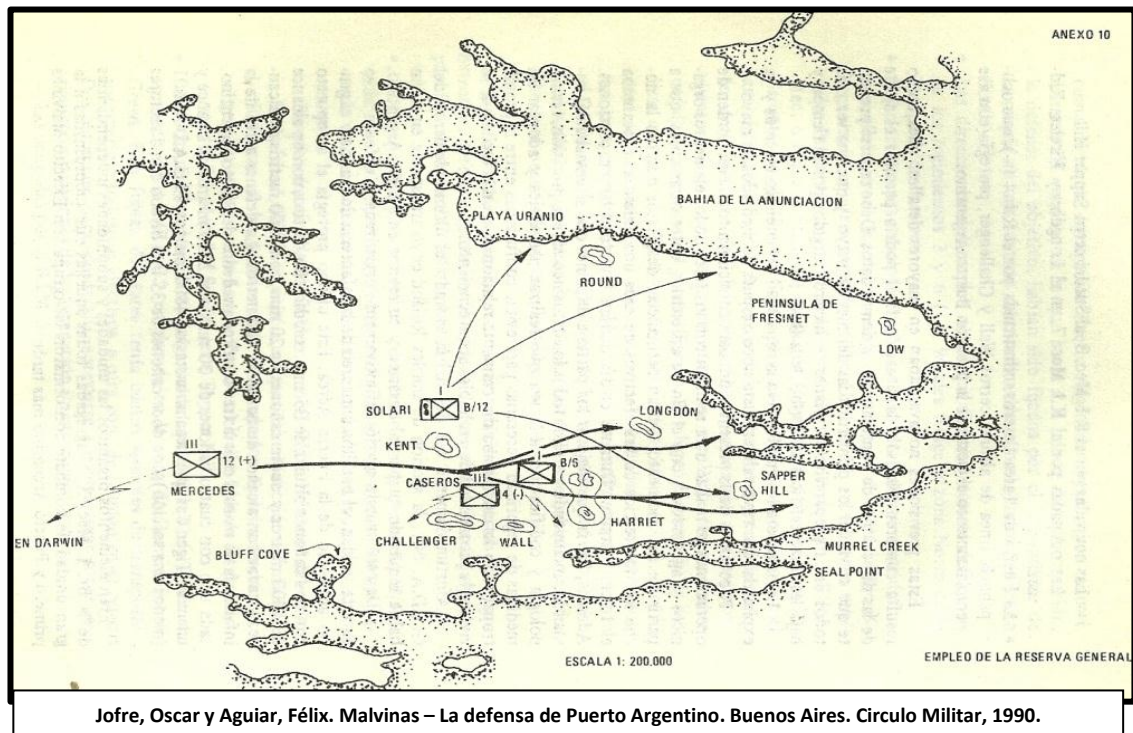 ANEXO 10
BAHIA DE LA ANUNCIACION
PLAYA URANIO
ROUND
PENINSULA DE
FRESINET
LOW
I
SOLARI
B/12
LONGDON
KENT
III
12 (+)
MERCEDES
I
B/5
CASEROS
III
4 (-)
SAPPER
HILL
HARRIET
CHALLENGER
WALL
EN DARWIN
BLUFF COVE
MURREL CREEK
SEAL POINT
ESCALA 1: 200.000
EMPLEO DE LA RESERVA GENERAL
Jofre, Oscar y Aguiar, Félix. Malvinas – La defensa de Puerto Argentino. Buenos Aires. Circulo Militar, 1990.